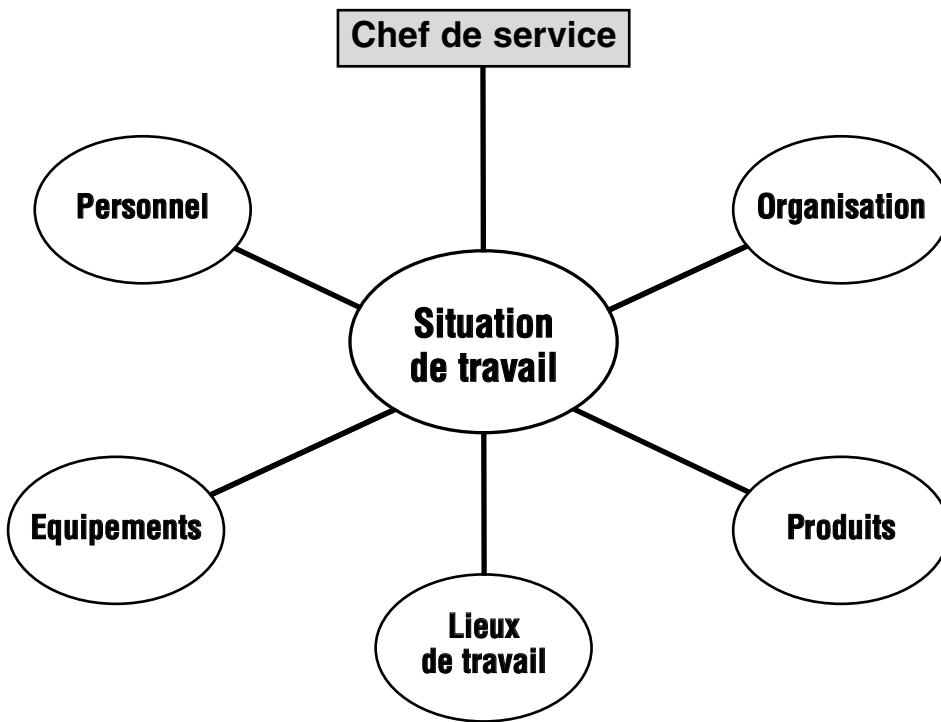 Chef de service
Personnel
Organisation
Situation
de travail
Equipements
Produits
Lieux
de travail